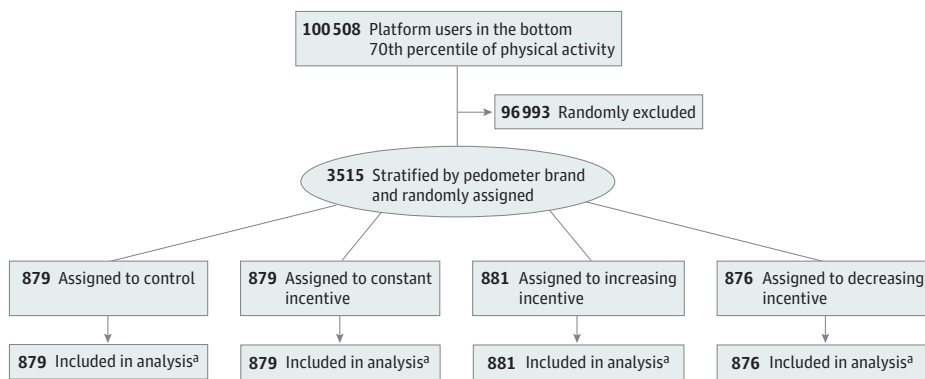 100508 Platform users in the bottom
70th percentile of physical activity
96993 Randomly excluded
3515 Stratified by pedometer brand
and randomly assigned
879 Assigned to control
879 Assigned to constant
incentive
881 Assigned to increasing
incentive
876 Assigned to decreasing
incentive
879 Included in analysisa
879 Included in analysisa
881 Included in analysisa
876 Included in analysisa